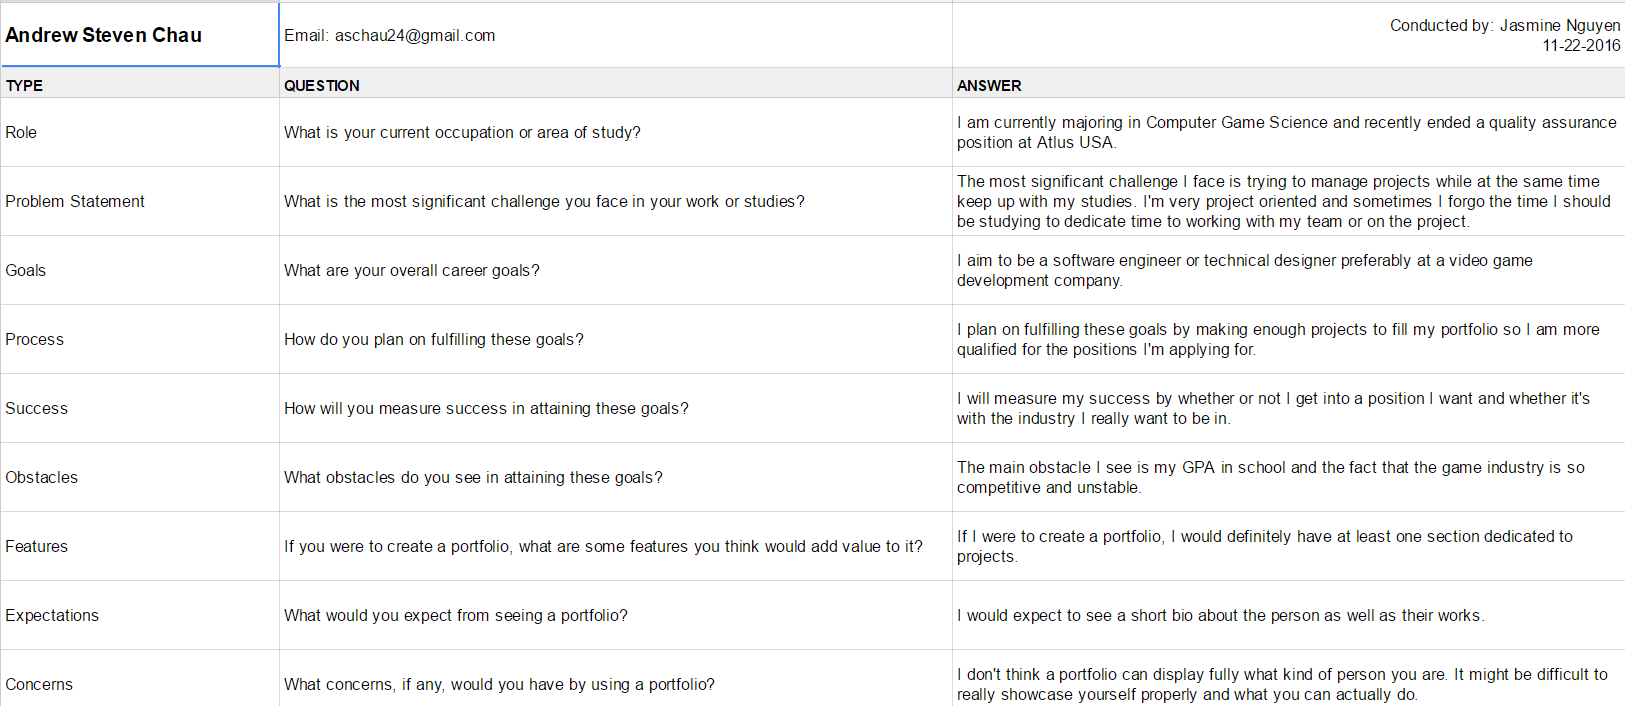 Andrew Steven Chau
Email: aschau24@gmail.com
Conducted by: Jasmine Nguyen
11-22-2016
TYPE
QUESTION
ANSWER
Role
What is your current occupation or area of study?
I am currently majoring in Computer Game Science and recently ended a quality assurance
position at Atlus USA.
Problem Statement
What is the most significant challenge you face in your work or studies?
The most significant challenge I face is trying to manage projects while at the same time
keep up with my studies. I'm very project oriented and sometimes I forgo the time I should
be studying to dedicate time to working with my team or on the project.
Goals
What are your overall career goals?
I aim to be a software engineer or technical designer preferably at a video game
development company.
Process
How do you plan on fulfilling these goals?
I plan on fulfilling these goals by making enough projects to fill my portfolio so I am more
qualified for the positions I'm applying for.
Success
How will you measure success in attaining these goals?
I will measure my success by whether or not I get into a position I want and whether it's
with the industry I really want to be in.
Obstacles
What obstacles do you see in attaining these goals?
The main obstacle I see is my GPA in school and the fact that the game industry is so
competitive and unstable.
Features
If you were to create a portfolio, what are some features you think would add value to it?
If I were to create a portfolio, I would definitely have at least one section dedicated to
projects.
Expectations
What would you expect from seeing a portfolio?
I would expect to see a short bio about the person as well as their works.
Concerns
What concerns, if any, would you have by using a portfolio?
I don't think a portfolio can display fully what kind of person you are. It might be difficult to
really showcase yourself properly and what you can actually do.